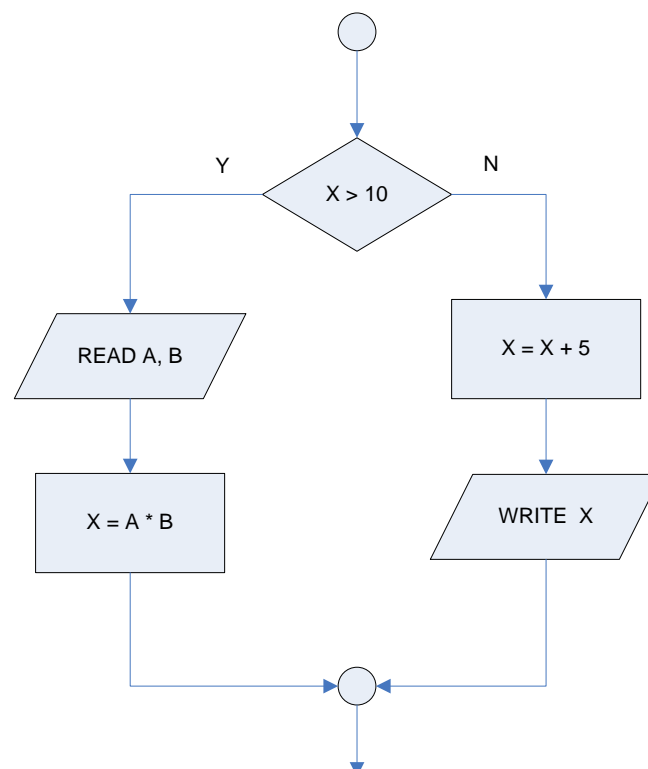 Y
N
X > 10
READ A, B
X = X + 5
X = A * B
WRITE X